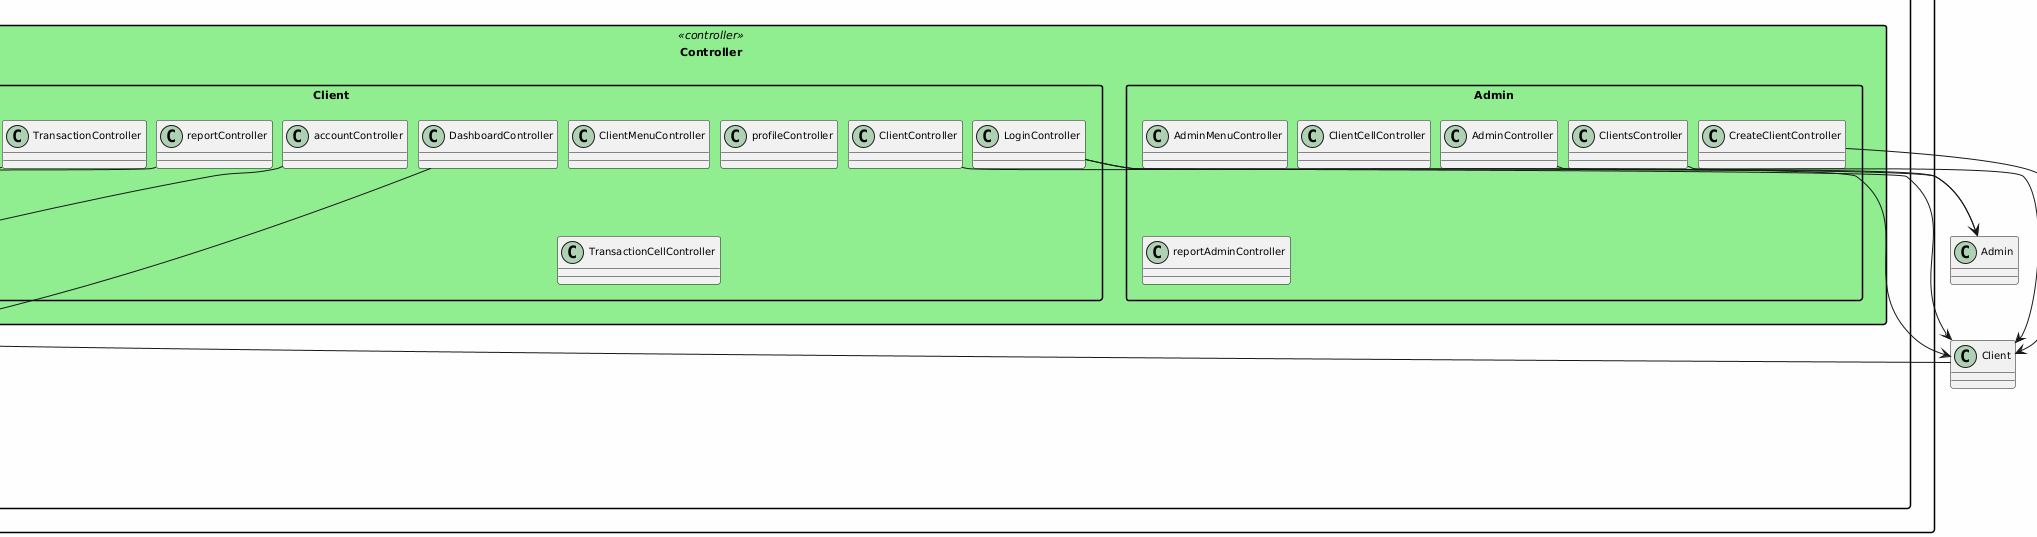 «controller»
Controller
Client
Admin
C TransactionController
C reportController
C accountController
C DashboardController
C ClientMenuController
C profileController
C ClientController
C LoginController
C AdminMenuController
C ClientCellController
C AdminController
C ClientsController
C CreateClientController
C TransactionCellController
C reportAdminController
C Admin
C Client